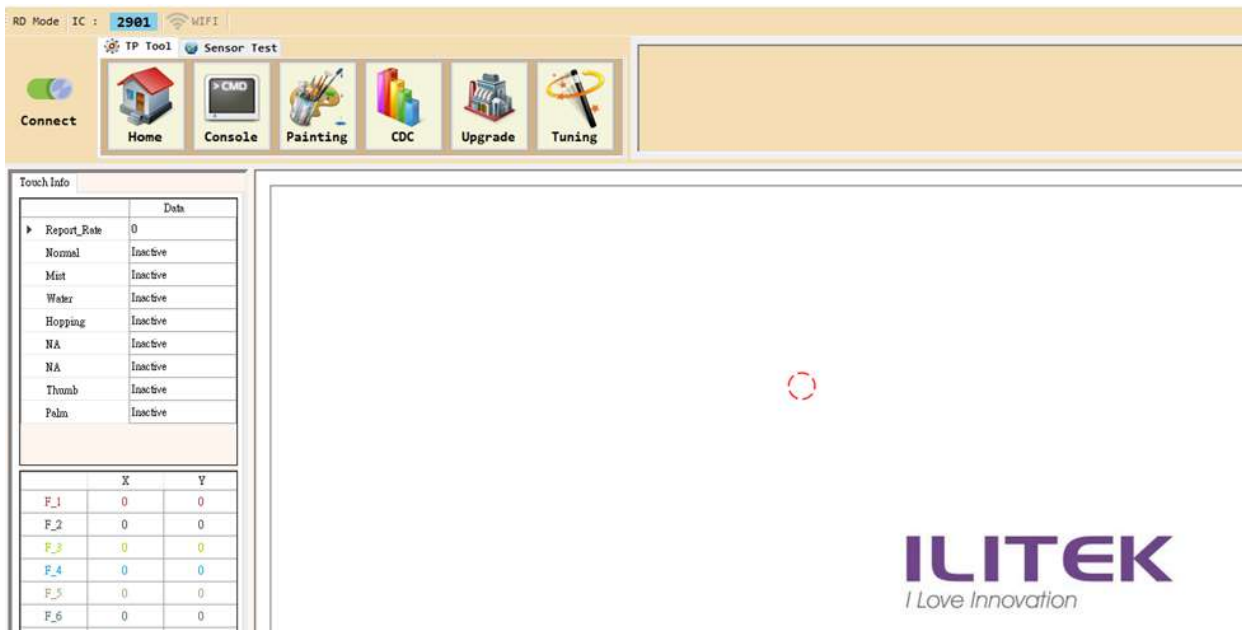 RD Mode IC : 2901 WIFI
TP Tool Sensor Test
Connect
>CMD
Home Console Painting CDC Upgrade Tuning
Touch Info
Data
Report_Rate 0
Normal Inactive
Mist Inactive
Water Inactive
Hopping Inactive
NA Inactive
NA Inactive
Thumb Inactive
Palm Inactive
X Y
F_1 0 0
F_2 0 0
F_3 0 0
F_4 0 0
F_5 0 0
F_6 0 0
ILITEK
I Love Innovation